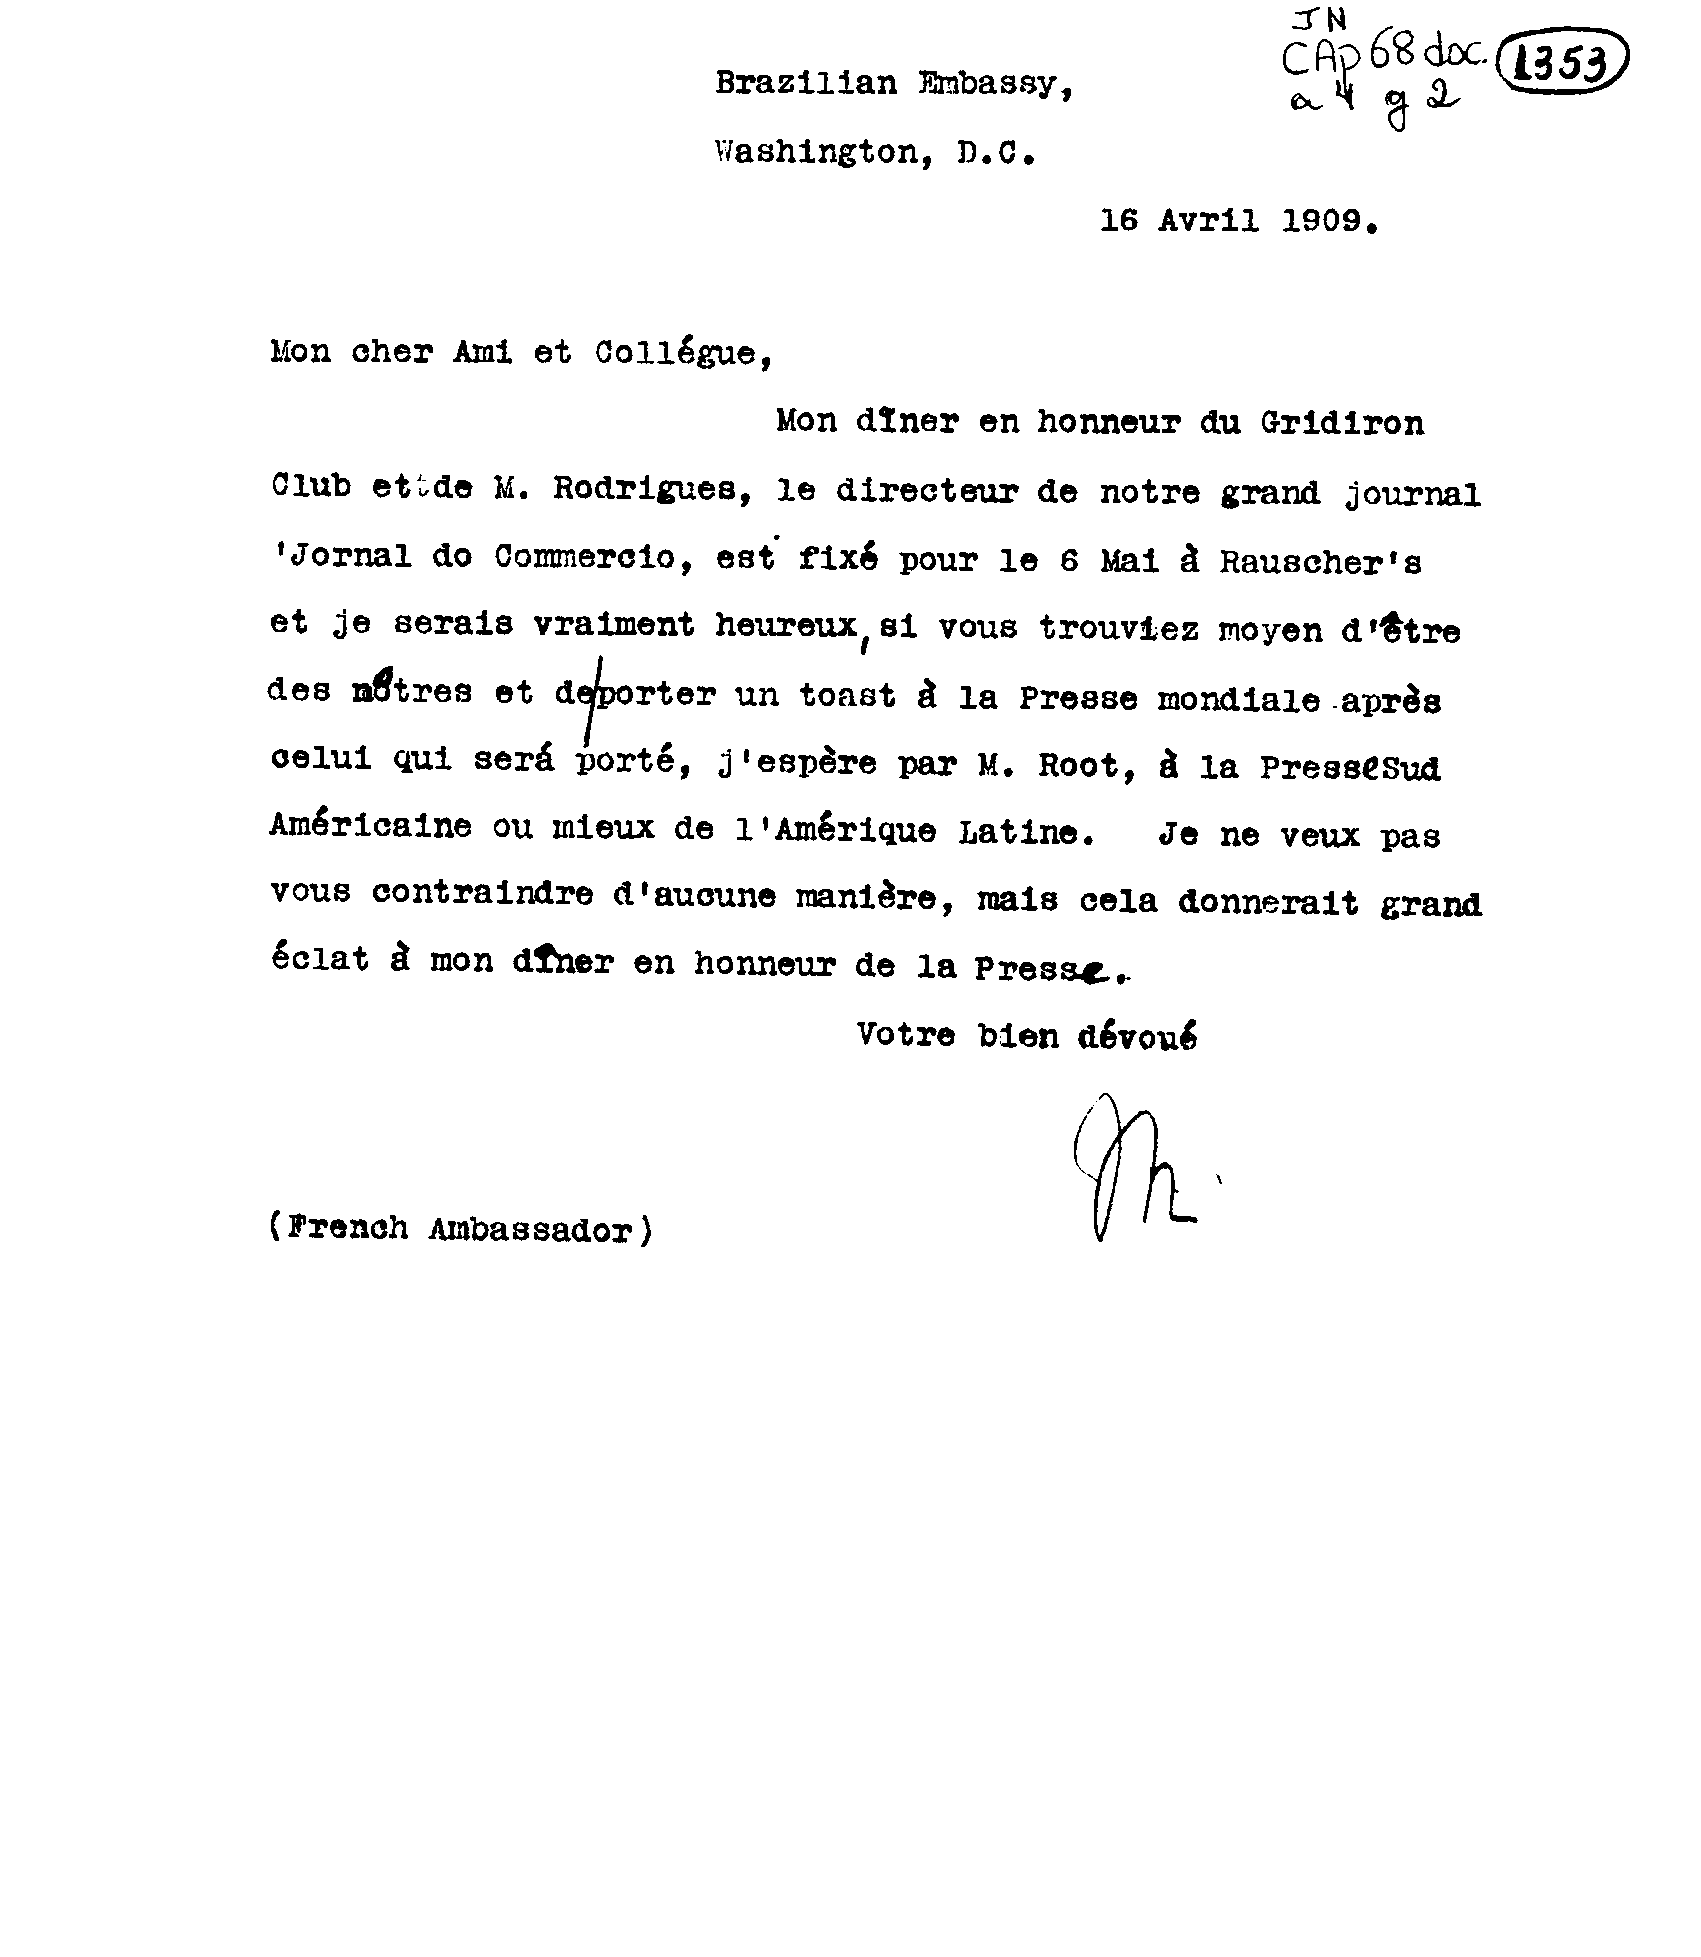 JN
CAp 68 doc. 1353
a 4 g 2
Brazilian Embassy,
Washington, D.C.
16 Avril 1909.
Mon cher Ami et Collégue,
Mon dîner en honneur du Gridiron
Club et de M. Rodrigues, le directeur de notre grand journal
'Jornal do Commercio, est fixé pour le 6 Mai à Rauscher's
et je serais vraiment heureux, si vous trouviez moyen d'être
des nôtres et de/porter un toast à la Presse mondiale après
celui qui será porté, j'espère par M. Root, à la PresseSud
Américaine ou mieux de l'Amérique Latine. Je ne veux pas
vous contraindre d'aucune manière, mais cela donnerait grand
éclat à mon dîner en honneur de la Presse.
Votre bien dévoué
(French Ambassador)